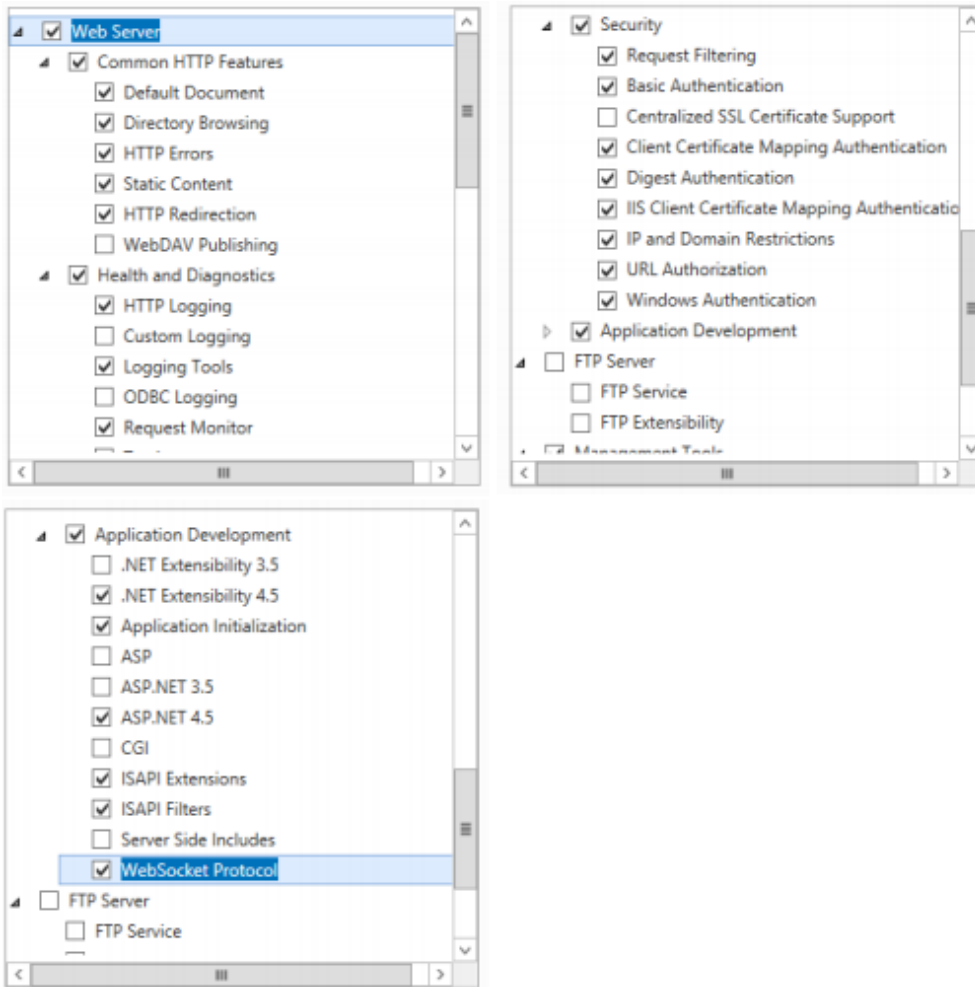 Web Server
Common HTTP Features
Default Document
Directory Browsing
HTTP Errors
Static Content
HTTP Redirection
WebDAV Publishing
Health and Diagnostics
HTTP Logging
Custom Logging
Logging Tools
ODBC Logging
Request Monitor
Security
Request Filtering
Basic Authentication
Centralized SSL Certificate Support
Client Certificate Mapping Authentication
Digest Authentication
IIS Client Certificate Mapping Authenticatio
IP and Domain Restrictions
URL Authorization
Windows Authentication
Application Development
FTP Server
FTP Service
FTP Extensibility
Management Tools
Application Development
.NET Extensibility 3.5
.NET Extensibility 4.5
Application Initialization
ASP
ASP.NET 3.5
ASP.NET 4.5
CGI
ISAPI Extensions
ISAPI Filters
Server Side Includes
WebSocket Protocol
FTP Server
FTP Service